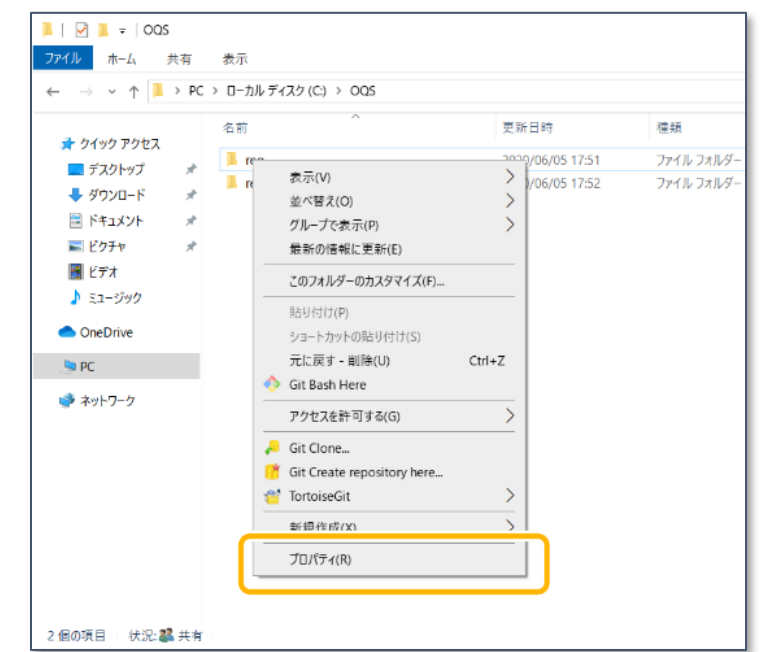 OQS
ファイル ホーム 共有 表示
PC > ローカル ディスク (C:) > OQS
名前 更新日時 種類
クイック アクセス
デスクトップ
ダウンロード
ドキュメント
ピクチャ
ビデオ
ミュージック
OneDrive
PC
ネットワーク
2020/06/05 17:51 ファイル フォルダー
/06/05 17:52 ファイル フォルダー
表示(V)
並べ替え(O)
グループで表示(P)
最新の情報に更新(E)
このフォルダーのカスタマイズ(F)...
貼り付け(P)
ショートカットの貼り付け(S)
元に戻す - 削除(U) Ctrl+Z
Git Bash Here
アクセスを許可する(G)
Git Clone...
Git Create repository here...
TortoiseGit
新規作成(X)
プロパティ(R)
2 個の項目 状況: 共有